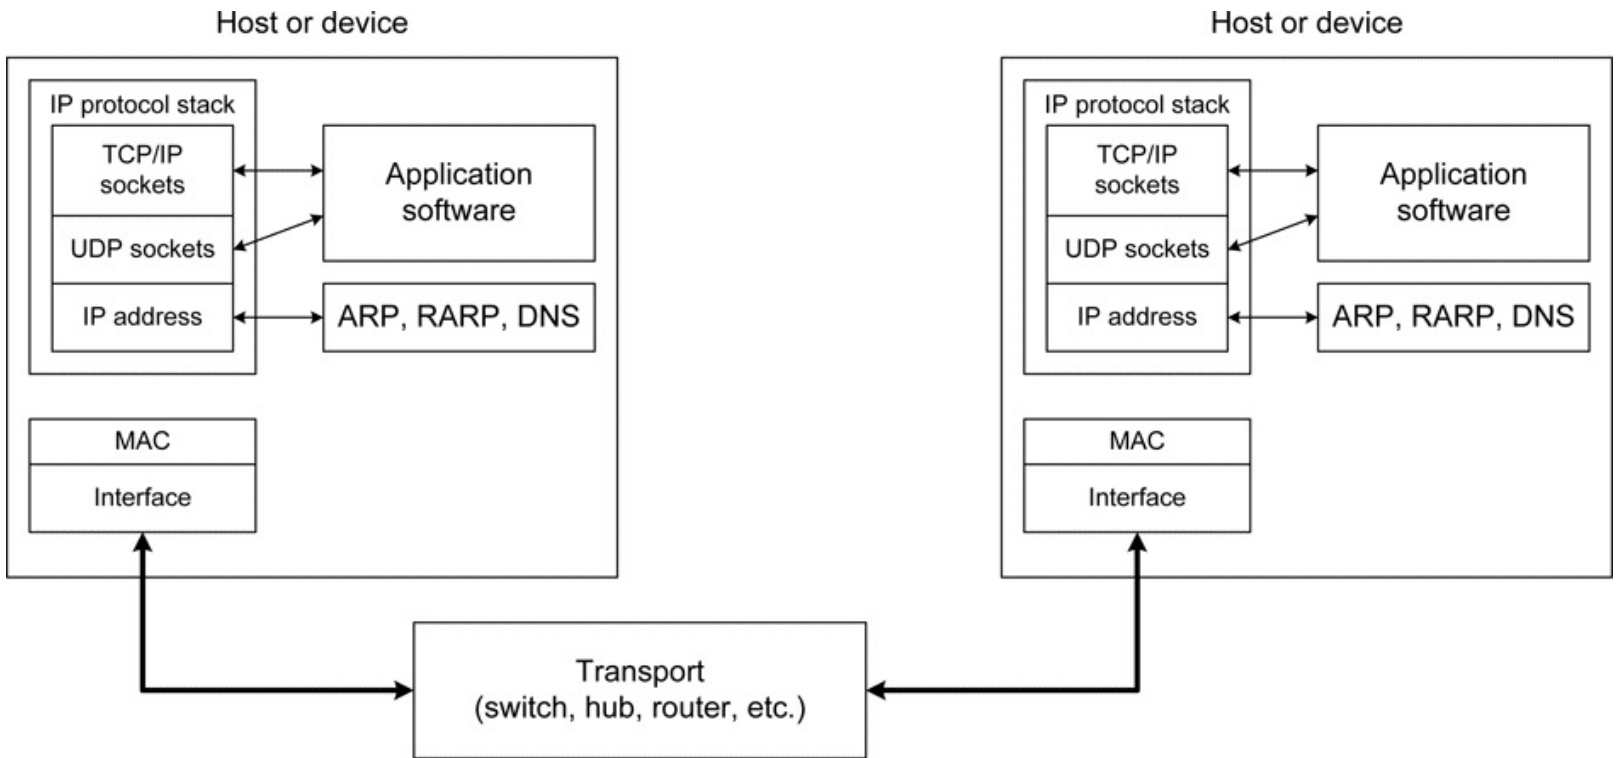 Host or device
IP protocol stack
TCP/IP
sockets
UDP sockets
IP address
Application
software
ARP, RARP, DNS
MAC
Interface
Host or device
IP protocol stack
TCP/IP
sockets
UDP sockets
IP address
Application
software
ARP, RARP, DNS
MAC
Interface
Transport
(switch, hub, router, etc.)